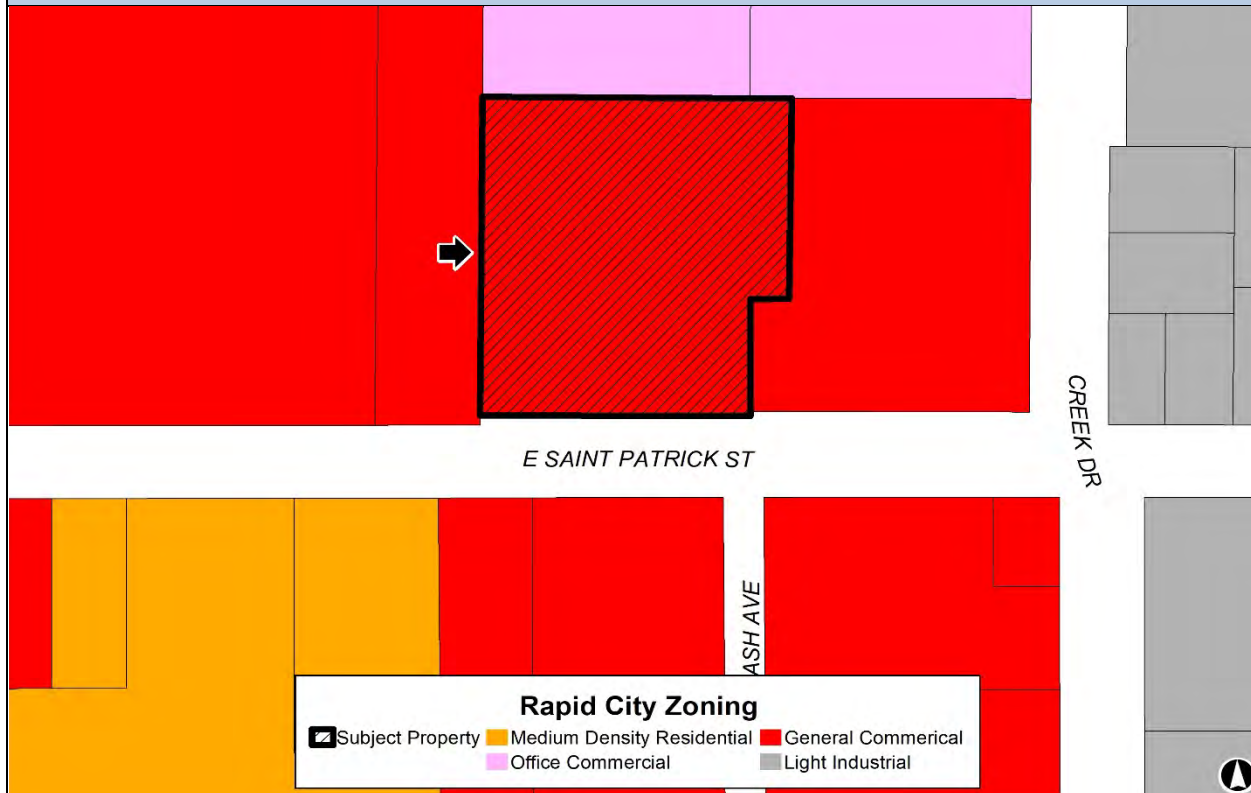 E SAINT PATRICK ST
CREEK DR
ASH AVE
Rapid City Zoning
Subject Property Medium Density Residential General Commerical
Office Commercial Light Industrial